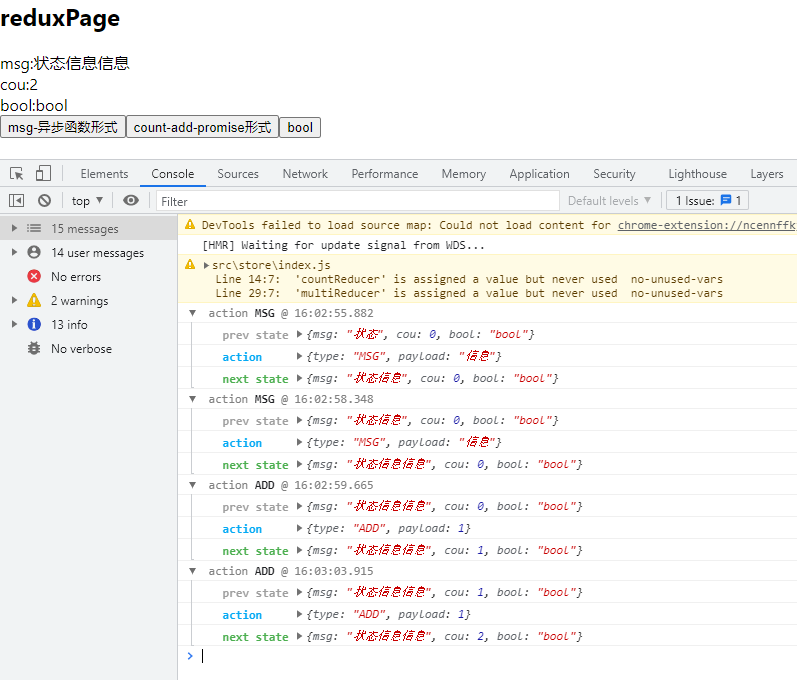 reduxPage
msg:状态信息信息
cou:2
bool:bool
msg-异步函数形式 count-add-promise形式 bool
Elements Console Sources Network Performance Memory Application Security Lighthouse Layers
top ▼ Filter Default levels ▼ 1 Issue: 1
15 messages
14 user messages
No errors
2 warnings
13 info
No verbose
DevTools failed to load source map: Could not load content for chrome-extension://ncennffk
[HMR] Waiting for update signal from WDS...
▶src\store\index.js
Line 14:7: 'countReducer' is assigned a value but never used no-unused-vars
Line 29:7: 'multiReducer' is assigned a value but never used no-unused-vars
▼ action MSG @ 16:02:55.882
prev state ▶{msg: "状态", cou: 0, bool: "bool"}
action ▶{type: "MSG", payload: "信息"}
next state ▶{msg: "状态信息", cou: 0, bool: "bool"}
▼ action MSG @ 16:02:58.348
prev state ▶{msg: "状态信息", cou: 0, bool: "bool"}
action ▶{type: "MSG", payload: "信息"}
next state ▶{msg: "状态信息信息", cou: 0, bool: "bool"}
▼ action ADD @ 16:02:59.665
prev state ▶{msg: "状态信息信息", cou: 0, bool: "bool"}
action ▶{type: "ADD", payload: 1}
next state ▶{msg: "状态信息信息", cou: 1, bool: "bool"}
▼ action ADD @ 16:03:03.915
prev state ▶{msg: "状态信息信息", cou: 1, bool: "bool"}
action ▶{type: "ADD", payload: 1}
next state ▶{msg: "状态信息信息", cou: 2, bool: "bool"}
>